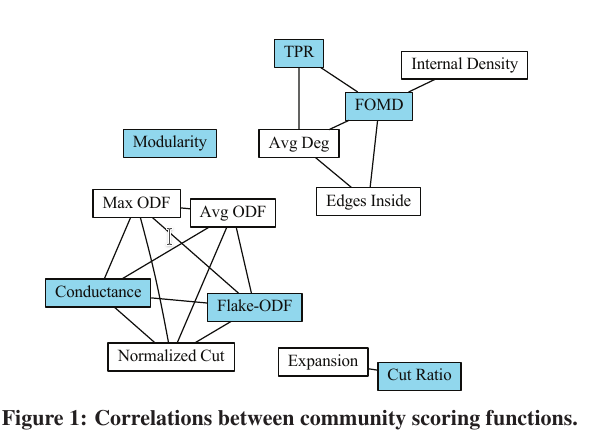 TPR
Internal Density
FOMD
Modularity
Avg Deg
Max ODF
Avg ODF
Edges Inside
Conductance
Flake-ODF
Normalized Cut
Expansion
Cut Ratio
Figure 1: Correlations between community scoring functions.